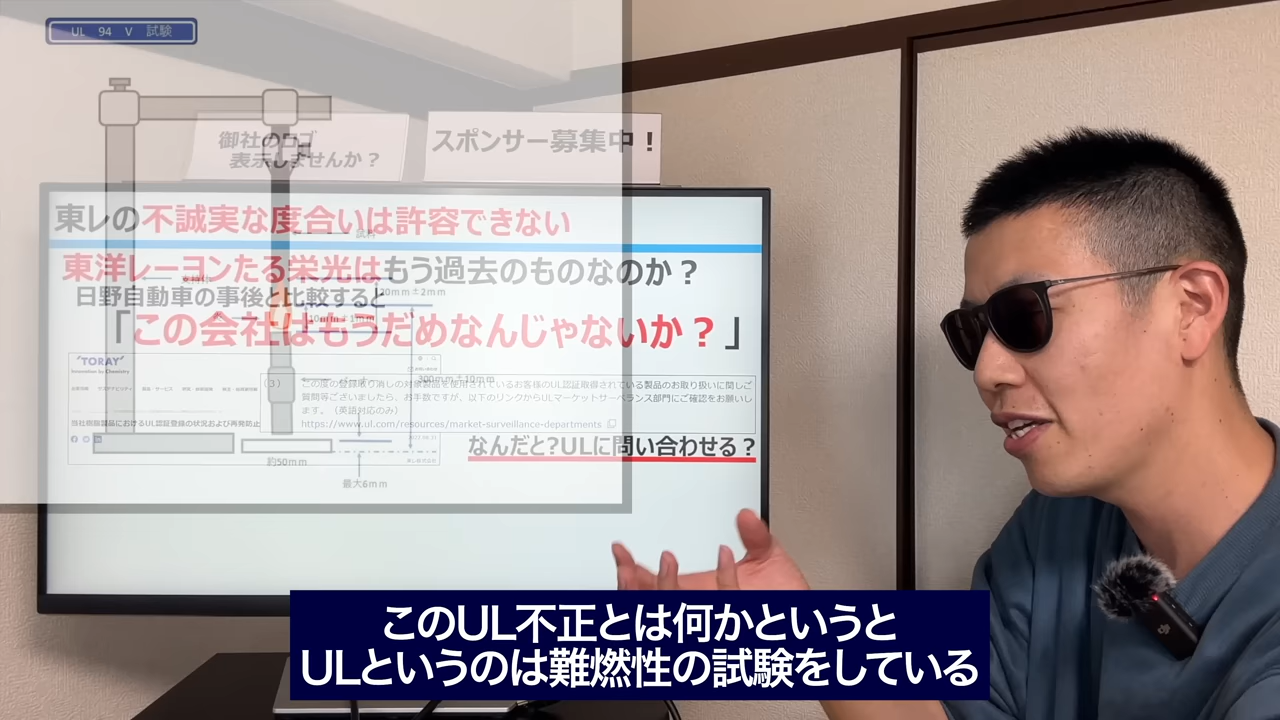 UL 94 V 試験
御社のロゴ
表示しませんか？
スポンサー募集中！
東レの不誠実な度合いは許容できない
東洋レーヨンたる栄光はもう過去のものなのか？
日野自動車の事後と比較すると
「この会社はもうだめなんじゃないか？」
20mm±2mm
10mm±1mm
300mm±10mm
'TORAY'
Innovation by Chemistry
当社樹脂製品におけるUL認証登録の状況および再発防止
（3）
この度の登録取り消しの対象製品を使用されているお客様のUL認証取得されている製品のお取り扱いに関しご
質問等ございましたら、お手数ですが、以下のリンクからULマーケットサーベランス部門にご確認をお願いし
ます。（英語対応のみ）
https://www.ul.com/resources/market-surveillance-departments
なんだと?ULに問い合わせる？
約50mm
最大6mm
このUL不正とは何かというと
ULというのは難燃性の試験をしている